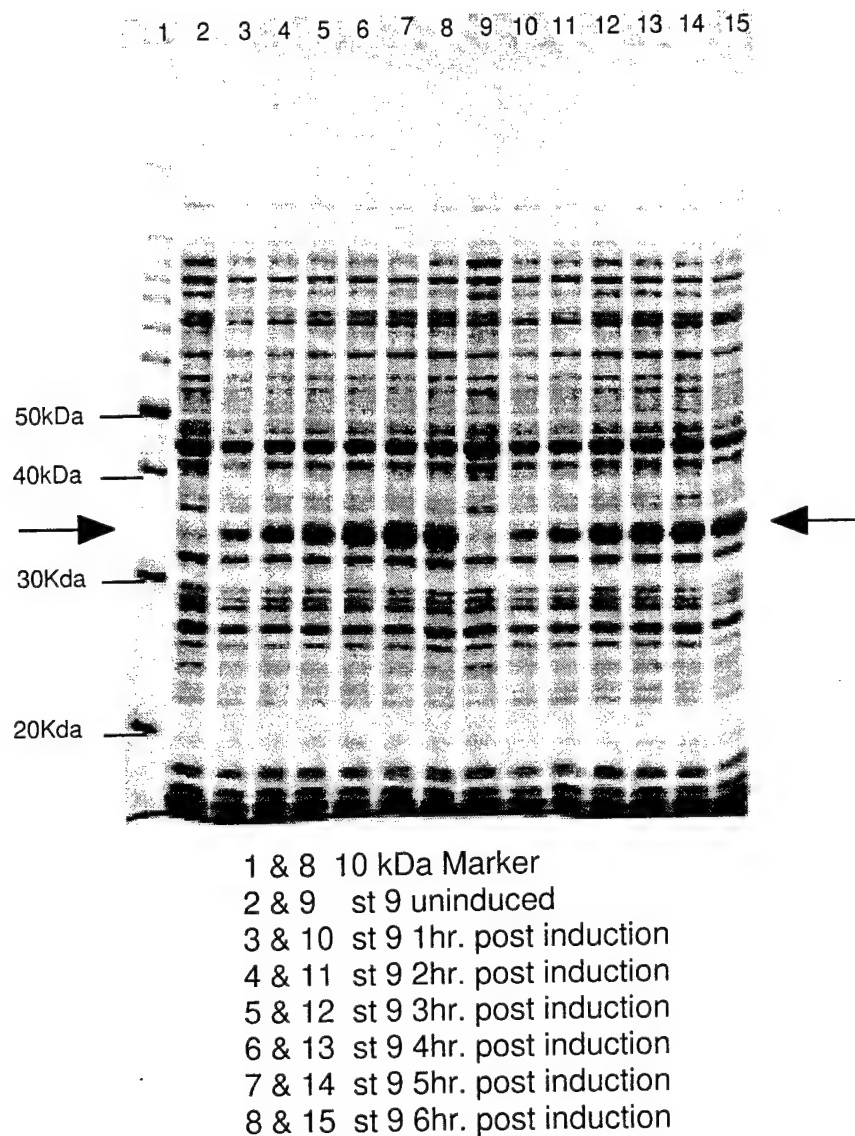 1 2 3 4 5 6 7 8 9 10 11 12 13 14 15
50kDa
40kDa
30Kda
20Kda
1 & 8 10 kDa Marker
2 & 9 st 9 uninduced
3 & 10 st 9 1hr. post induction
4 & 11 st 9 2hr. post induction
5 & 12 st 9 3hr. post induction
6 & 13 st 9 4hr. post induction
7 & 14 st 9 5hr. post induction
8 & 15 st 9 6hr. post induction